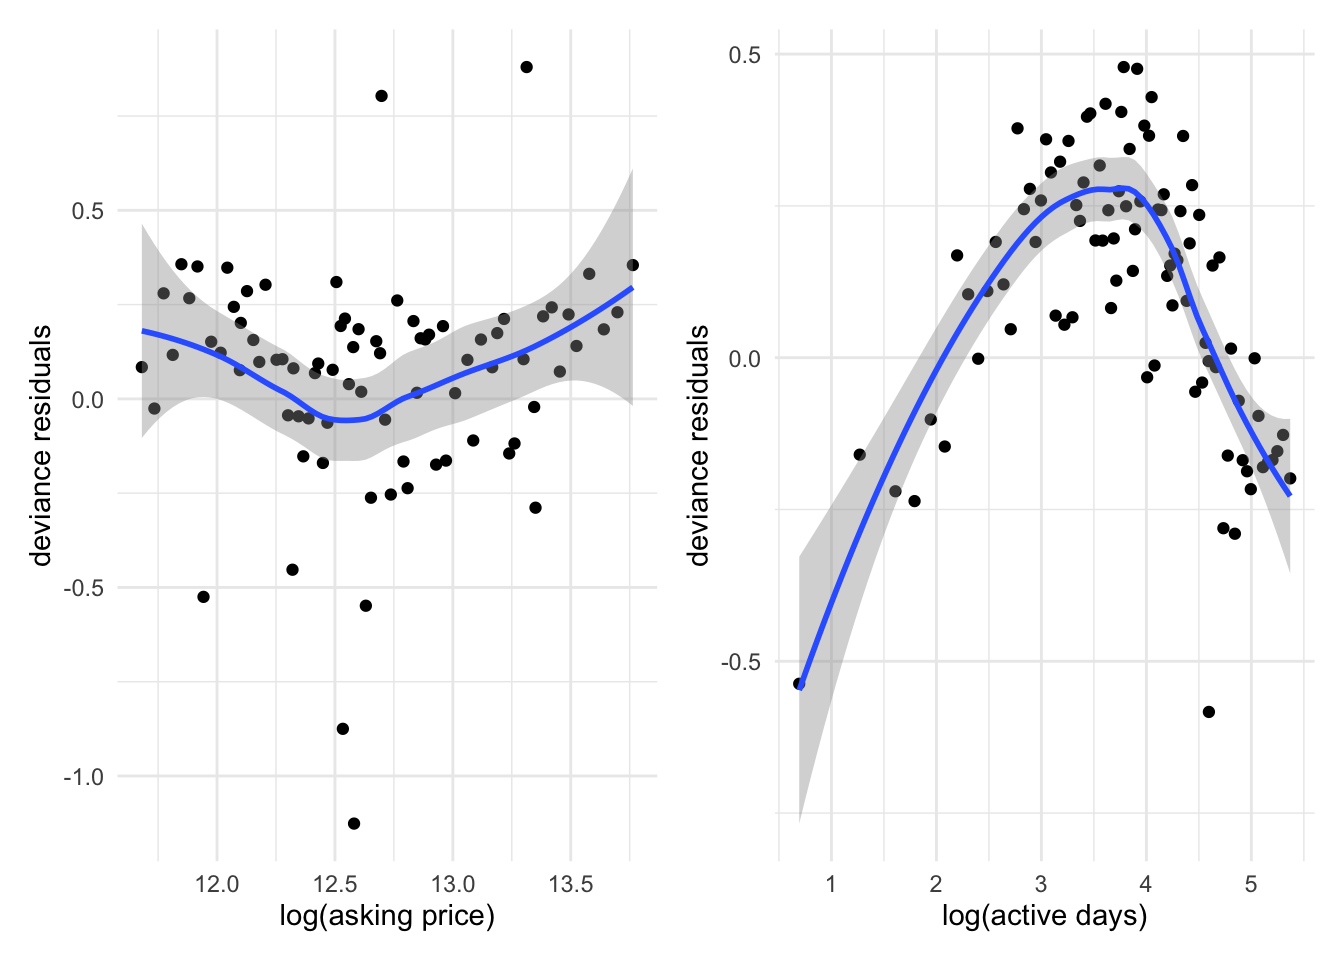 deviance residuals
0.5
0.0
-0.5
-1.0
12.0 12.5 13.0 13.5
log(asking price)
deviance residuals
0.5
0.0
-0.5
1 2 3 4 5
log(active days)